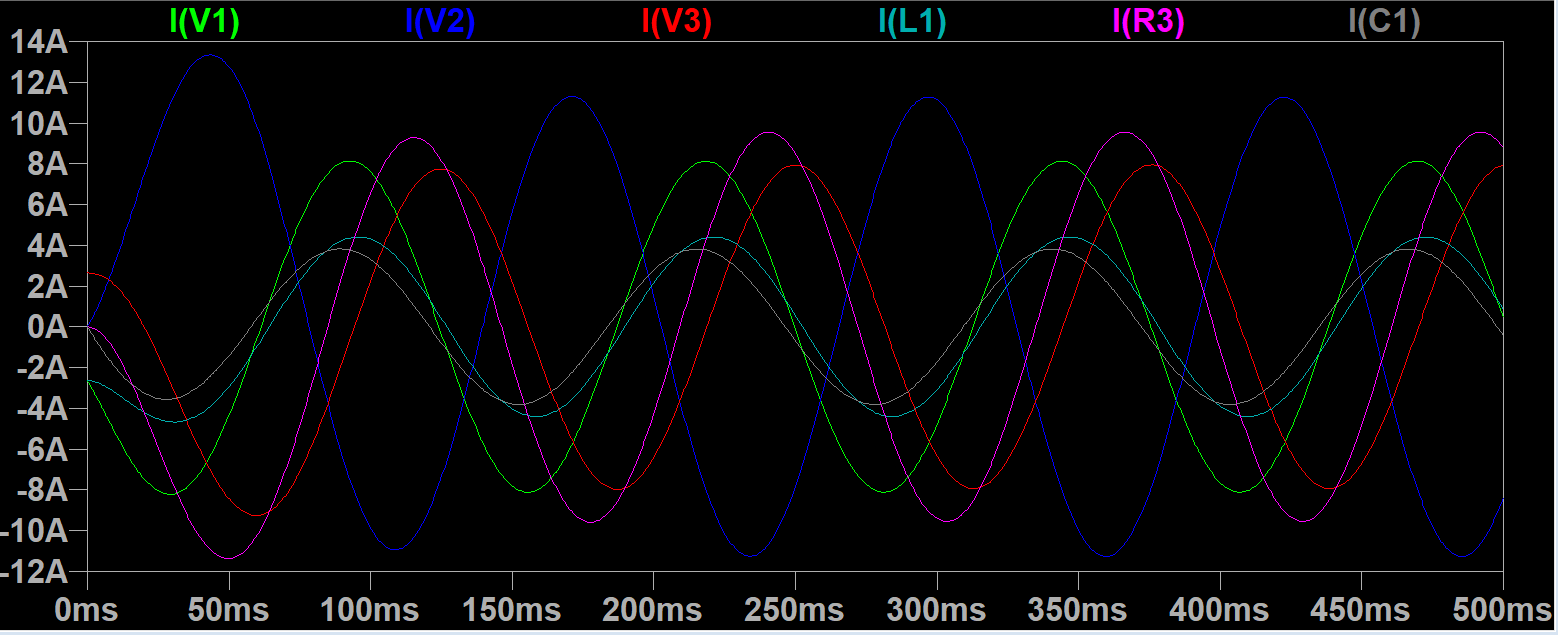 I(V1) I(V2) I(V3) I(L1) I(R3) I(C1)
14A
12A
10A
8A
6A
4A
2A
0A
-2A
-4A
-6A
-8A
-10A
-12A
0ms 50ms 100ms 150ms 200ms 250ms 300ms 350ms 400ms 450ms 500ms